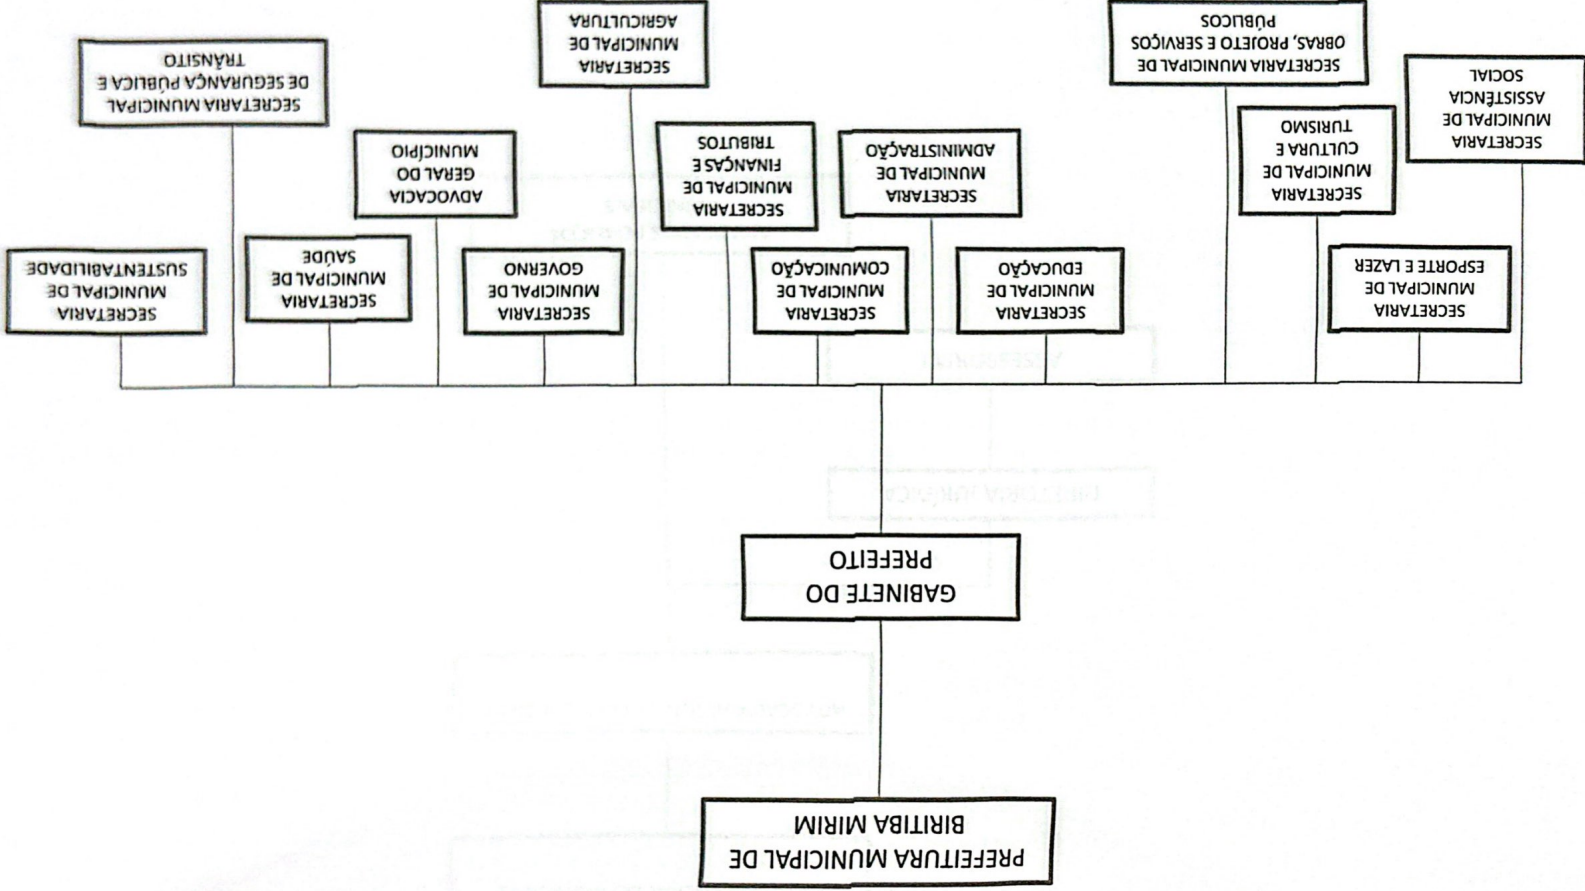 PREFEITURA MUNICIPAL DE
BIRITIBA MIRIM
GABINETE DO
PREFEITO
SECRETARIA
MUNICIPAL DE
ASSISTÊNCIA
SOCIAL
SECRETARIA
MUNICIPAL DE
ESPORTE E LAZER
SECRETARIA
MUNICIPAL DE
CULTURA E
TURISMO
SECRETARIA MUNICIPAL DE
OBRAS, PROJETO E SERVIÇOS
PÚBLICOS
SECRETARIA
MUNICIPAL DE
EDUCAÇÃO
SECRETARIA
MUNICIPAL DE
ADMINISTRAÇÃO
SECRETARIA
MUNICIPAL DE
COMUNICAÇÃO
SECRETARIA
MUNICIPAL DE
FINANÇAS E
TRIBUTOS
SECRETARIA
MUNICIPAL DE
AGRICULTURA
SECRETARIA
MUNICIPAL DE
GOVERNO
ADVOCACIA
GERAL DO
MUNICÍPIO
SECRETARIA
MUNICIPAL DE
SAÚDE
SECRETARIA MUNICIPAL
DE SEGURANÇA PÚBLICA E
TRÂNSITO
SECRETARIA
MUNICIPAL DE
SUSTENTABILIDADE